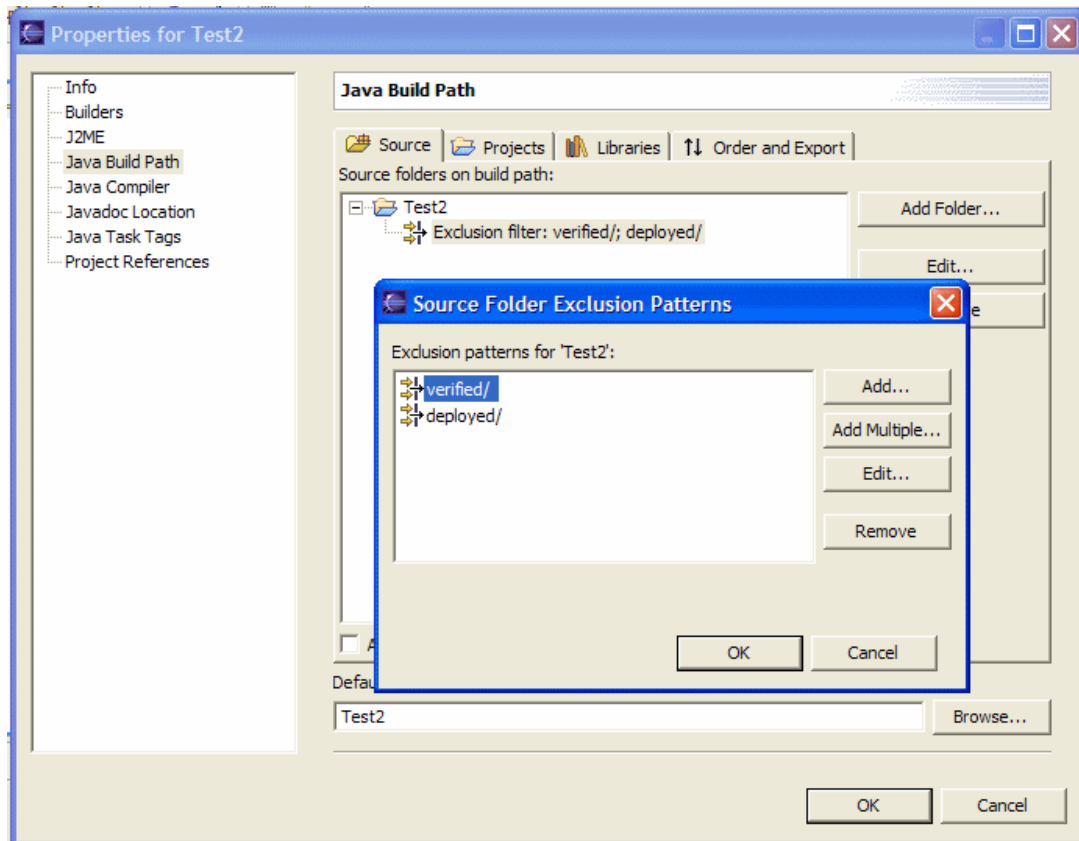 Properties for Test2
Info
Builders
J2ME
Java Build Path
Java Compiler
Javadoc Location
Java Task Tags
Project References
Java Build Path
Source Projects Libraries Order and Export
Source folders on build path:
Test2
Exclusion filter: verified/; deployed/
Add Folder...
Edit...
Source Folder Exclusion Patterns
Exclusion patterns for 'Test2':
verified/
deployed/
Add...
Add Multiple...
Edit...
Remove
OK Cancel
Test2
Browse...
OK Cancel